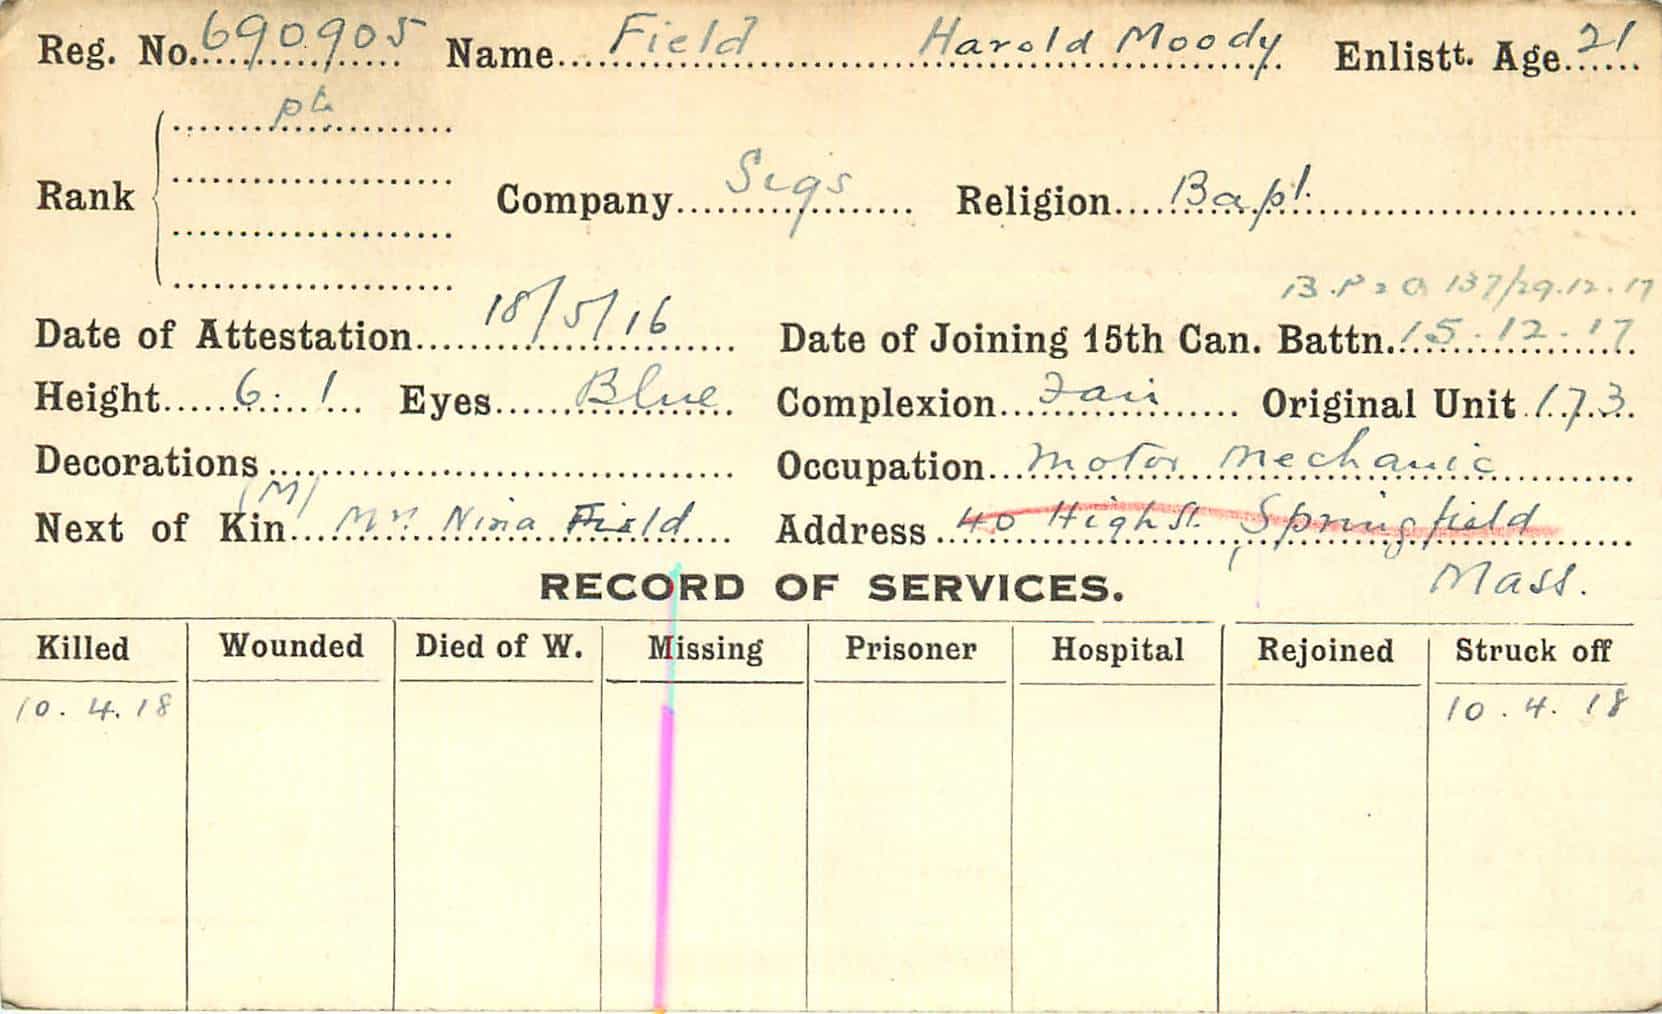 Reg. No. 690905 Name Field Harold Moody Enlistt. Age 21
Pte
Rank Company Sigs Religion Bapt.
B.P2O 137/29.12.17
Date of Attestation 18/5/16 Date of Joining 15th Can. Battn. 15.12.17
Height 6.1 Eyes Blue Complexion Fair Original Unit 173
Decorations Occupation Motor Mechanic
(M)
Next of Kin Mrs. Nina Field Address 40 High St. Springfield
RECORD OF SERVICES. Mass.
Killed Wounded Died of W. Missing Prisoner Hospital Rejoined Struck off
10.4.18 10.4.18